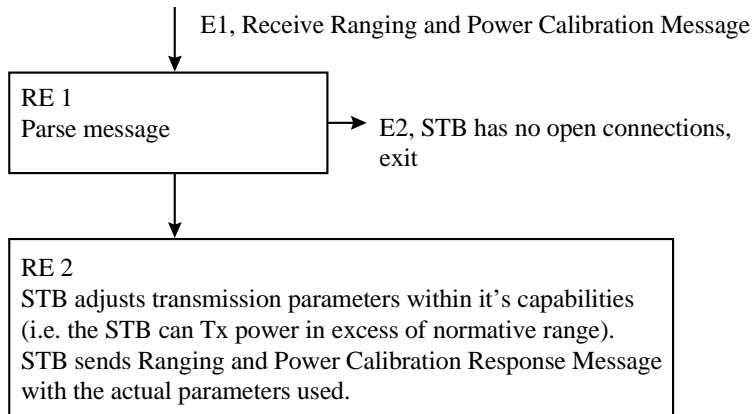 E1, Receive Ranging and Power Calibration Message
RE 1
Parse message
E2, STB has no open connections,
exit
RE 2
STB adjusts transmission parameters within it’s capabilities
(i.e. the STB can Tx power in excess of normative range).
STB sends Ranging and Power Calibration Response Message
with the actual parameters used.